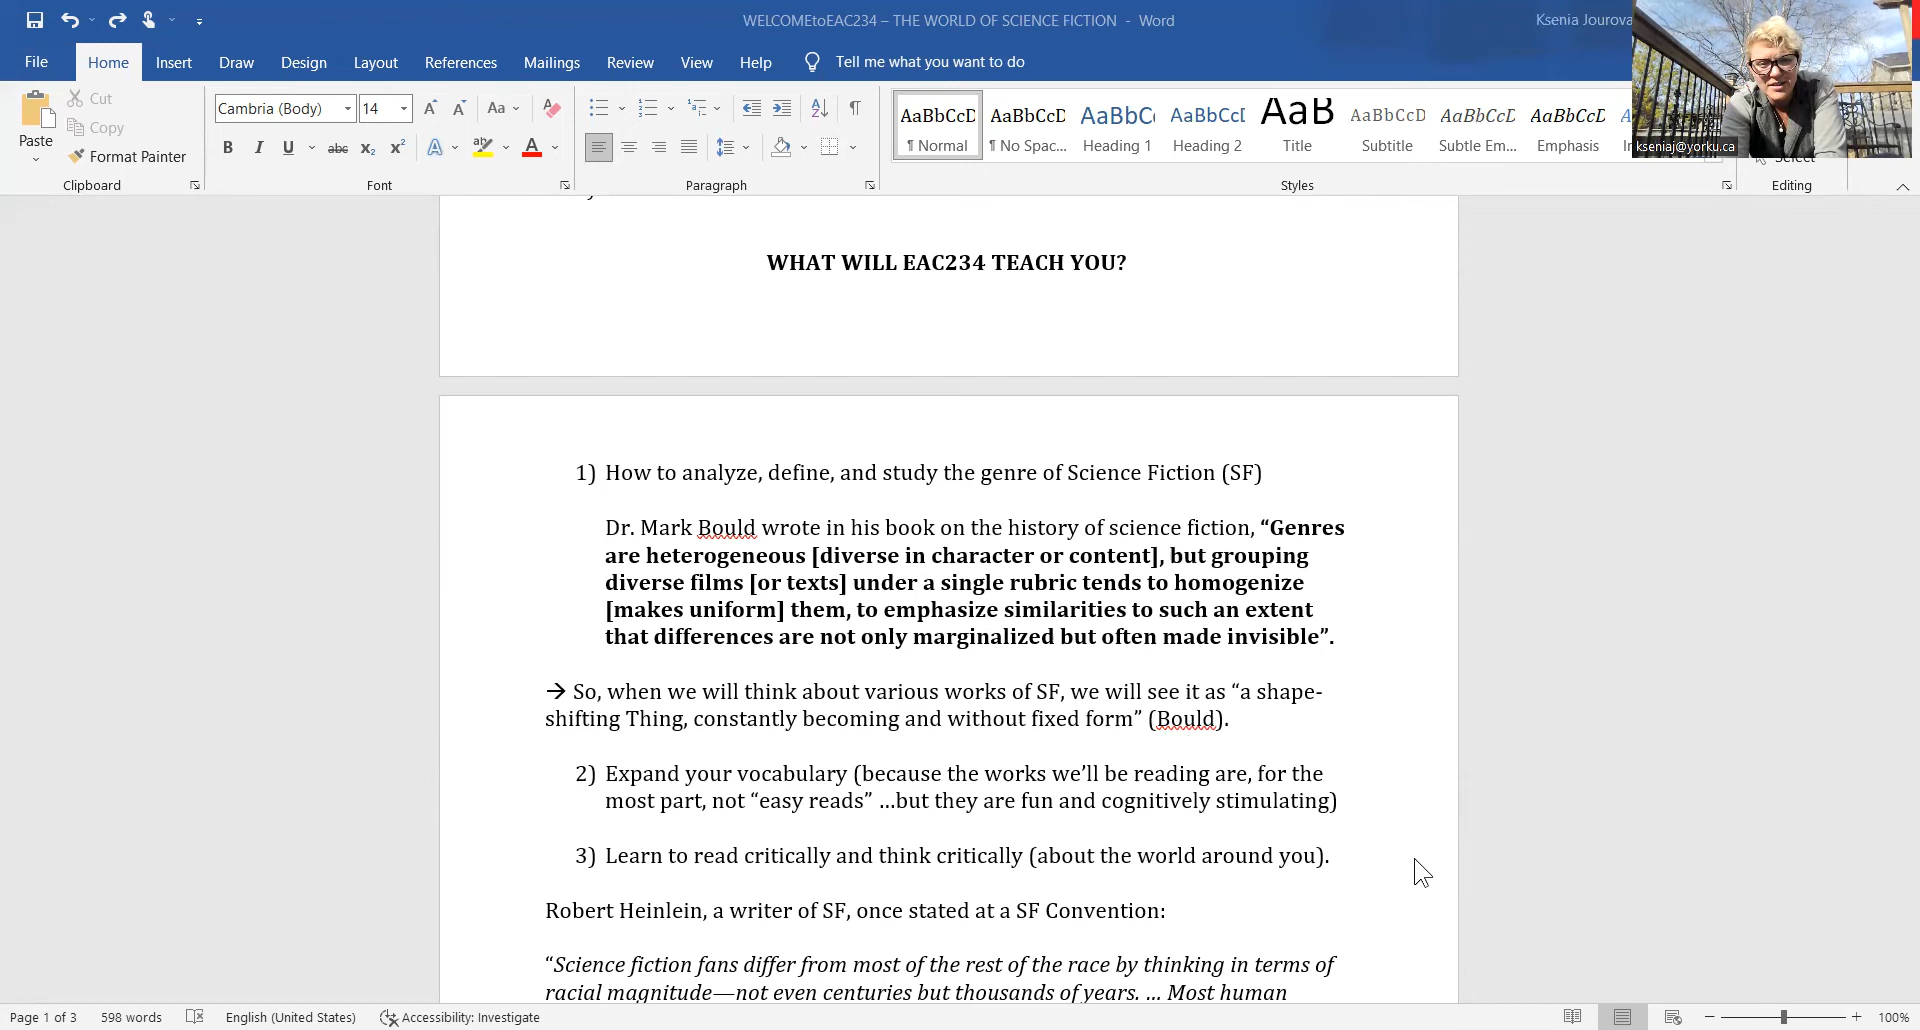 WELCOMEtoEAC234 – THE WORLD OF SCIENCE FICTION - Word
Ksenia Jourova
File Home Insert Draw Design Layout References Mailings Review View Help Tell me what you want to do
Cut
Copy
Paste
Format Painter
Clipboard
Cambria (Body) 14
Font
Paragraph
AaBbCcD AaBbCcD AaBbCc AaBbCcI AaB AaBbCcD AaBbCcD AaBbCcD
¶ Normal ¶ No Spac... Heading 1 Heading 2 Title Subtitle Subtle Em... Emphasis
Styles
kseniaj@yorku.ca
Select
Editing
WHAT WILL EAC234 TEACH YOU?
1) How to analyze, define, and study the genre of Science Fiction (SF)
Dr. Mark Bould wrote in his book on the history of science fiction, “Genres
are heterogeneous [diverse in character or content], but grouping
diverse films [or texts] under a single rubric tends to homogenize
[makes uniform] them, to emphasize similarities to such an extent
that differences are not only marginalized but often made invisible”.
→ So, when we will think about various works of SF, we will see it as “a shape-
shifting Thing, constantly becoming and without fixed form” (Bould).
2) Expand your vocabulary (because the works we’ll be reading are, for the
most part, not “easy reads” …but they are fun and cognitively stimulating)
3) Learn to read critically and think critically (about the world around you).
Robert Heinlein, a writer of SF, once stated at a SF Convention:
“Science fiction fans differ from most of the rest of the race by thinking in terms of
racial magnitude—not even centuries but thousands of years. … Most human
Page 1 of 3 598 words English (United States) Accessibility: Investigate 100%